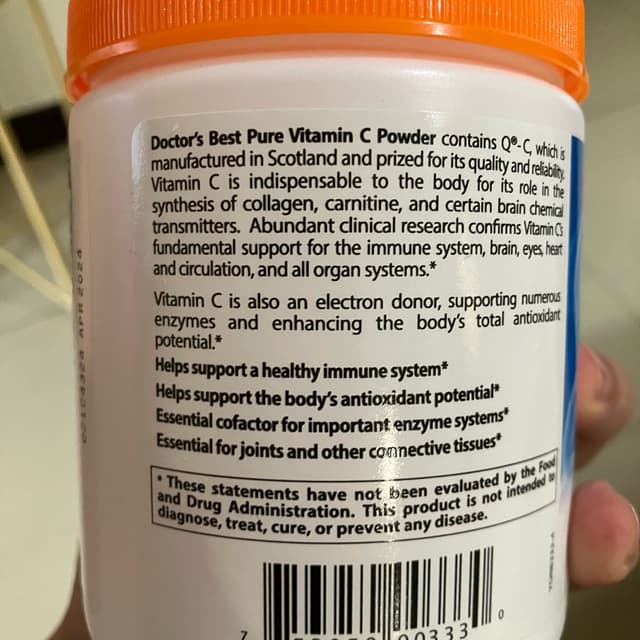 Doctor's Best Pure Vitamin C Powder contains Q®-C, which is
manufactured in Scotland and prized for its quality and reliability.
Vitamin C is indispensable to the body for its role in the
synthesis of collagen, carnitine, and certain brain chemical
transmitters. Abundant clinical research confirms Vitamin C's
fundamental support for the immune system, brain, eyes, heart
and circulation, and all organ systems.*
Vitamin C is also an electron donor, supporting numerous
enzymes and enhancing the body's total antioxidant
potential.*
Helps support a healthy immune system*
Helps support the body's antioxidant potential*
Essential cofactor for important enzyme systems*
Essential for joints and other connective tissues*
* These statements have not been evaluated by the Food
and Drug Administration. This product is not intended to
diagnose, treat, cure, or prevent any disease.